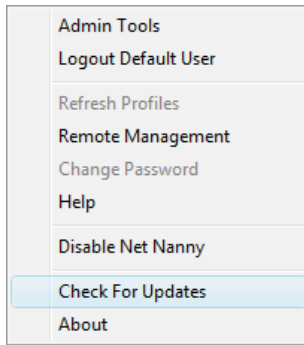 Admin Tools
Logout Default User
Refresh Profiles
Remote Management
Change Password
Help
Disable Net Nanny
Check For Updates
About